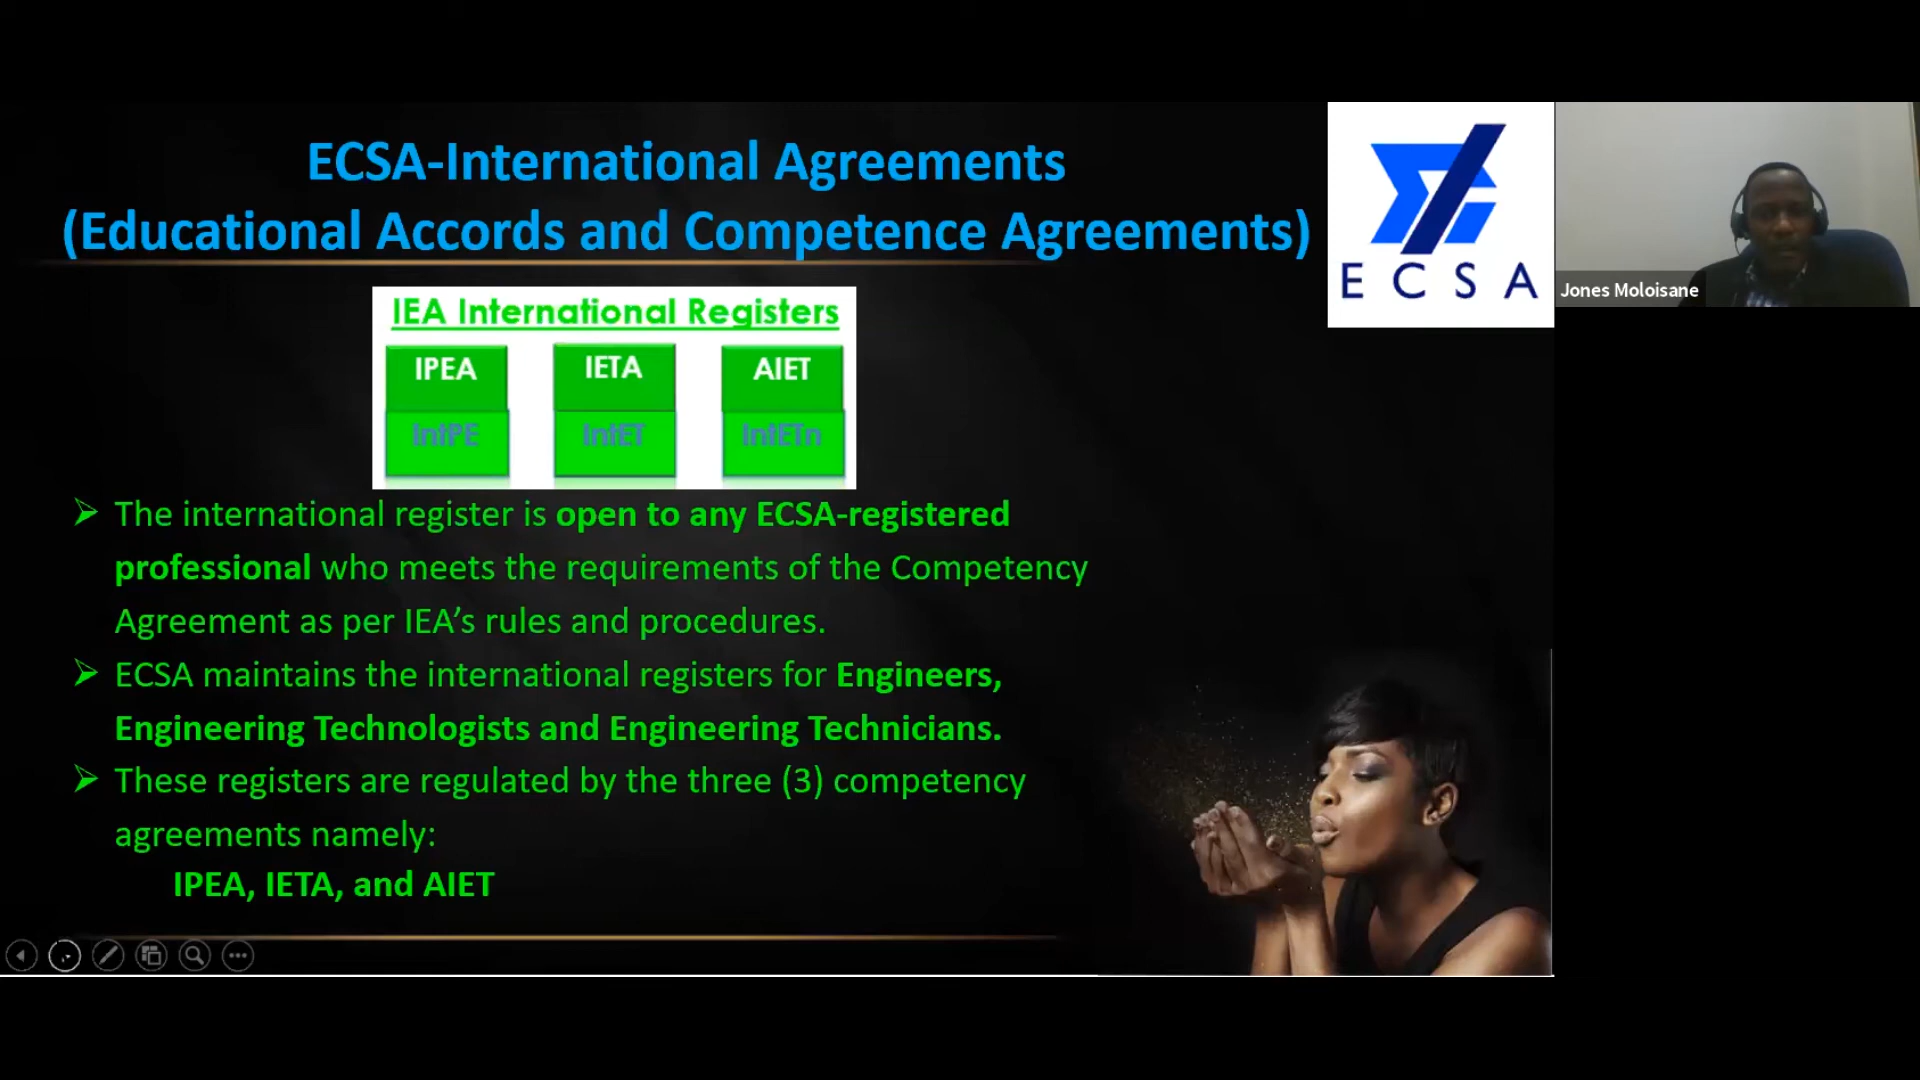 ECSA-International Agreements
(Educational Accords and Competence Agreements)
ECSA
Jones Moloisane
IEA International Registers
IPEA IETA AIET
IntPE IntET IntETn
➢ The international register is open to any ECSA-registered
professional who meets the requirements of the Competency
Agreement as per IEA’s rules and procedures.
➢ ECSA maintains the international registers for Engineers,
Engineering Technologists and Engineering Technicians.
➢ These registers are regulated by the three (3) competency
agreements namely:
IPEA, IETA, and AIET